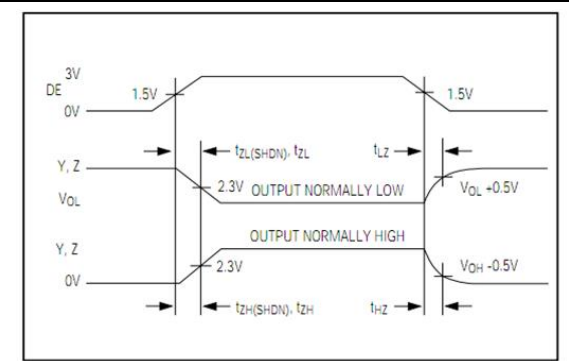 3V
DE
1.5V
1.5V
0V
tZL(SHDN), tZL
tLZ
Y, Z
2.3V
OUTPUT NORMALLY LOW
VOL +0.5V
VOL
OUTPUT NORMALLY HIGH
Y, Z
2.3V
VOH -0.5V
0V
tZH(SHDN), tZH
tHZ